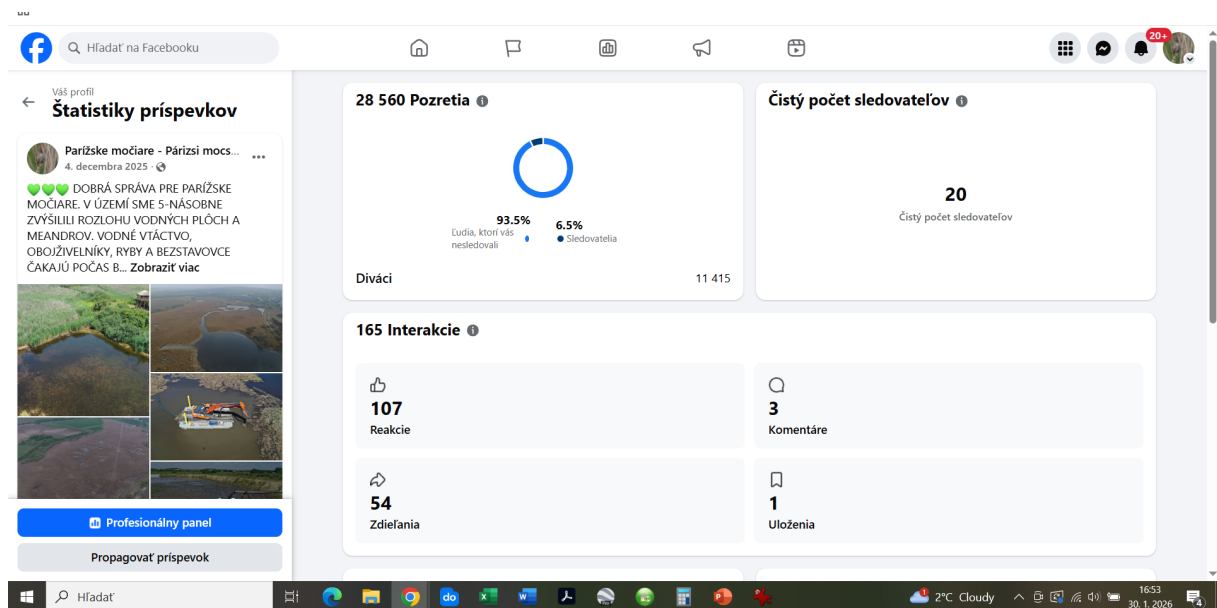 Hľadať na Facebooku
20+
Váš profil
Štatistiky príspevkov
Parížske močiare - Párizsi mocs...
4. decembra 2025 ·
💚💚💚 DOBRÁ SPRÁVA PRE PARÍŽSKE
MOČIARE. V ÚZEMÍ SME 5-NÁSOBNE
ZVÝŠILILI ROZLOHU VODNÝCH PLÔCH A
MEANDROV. VODNÉ VTÁCTVO,
OBOJŽIVELNÍKY, RYBY A BEZSTAVOVCE
ČAKAJÚ POČAS B... Zobraziť viac
Profesionálny panel
Propagovať príspevok
28 560 Pozretia
93.5%
Ľudia, ktorí vás
nesledovali
6.5%
Sledovatelia
Diváci 11 415
Čistý počet sledovateľov
20
Čistý počet sledovateľov
165 Interakcie
107
Reakcie
3
Komentáre
54
Zdieľania
1
Uloženia
Hľadať
do
2°C Cloudy
16:53
30. 1. 2026
4